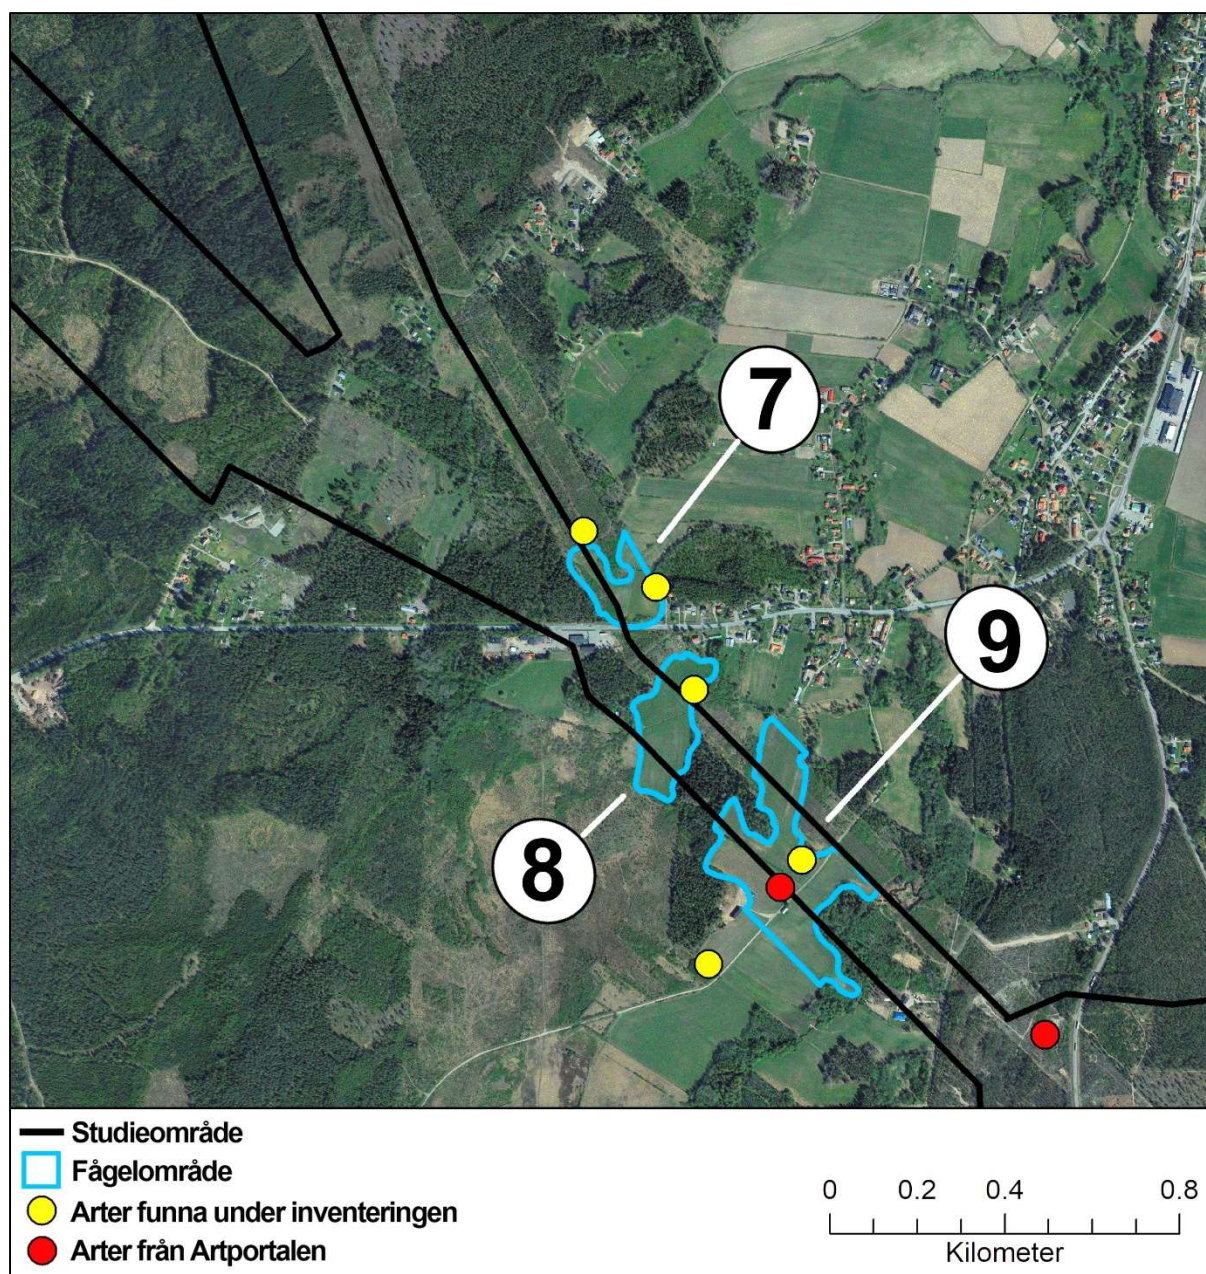 7
9
8
Studieområde
Fågelområde
Arter funna under inventeringen
Arter från Artportalen
0 0.2 0.4 0.8
Kilometer